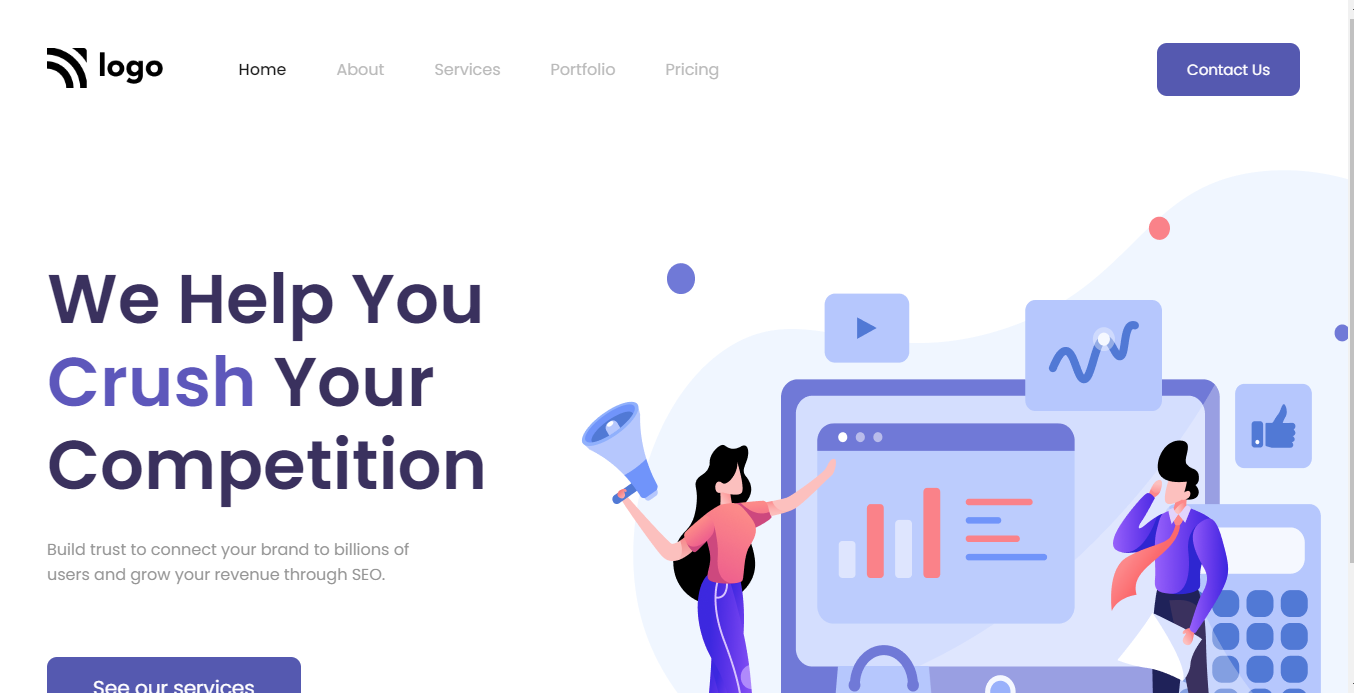 logo
Home
About
Services
Portfolio
Pricing
Contact Us
We Help You
Crush Your
Competition
Build trust to connect your brand to billions of
users and grow your revenue through SEO.
See our services